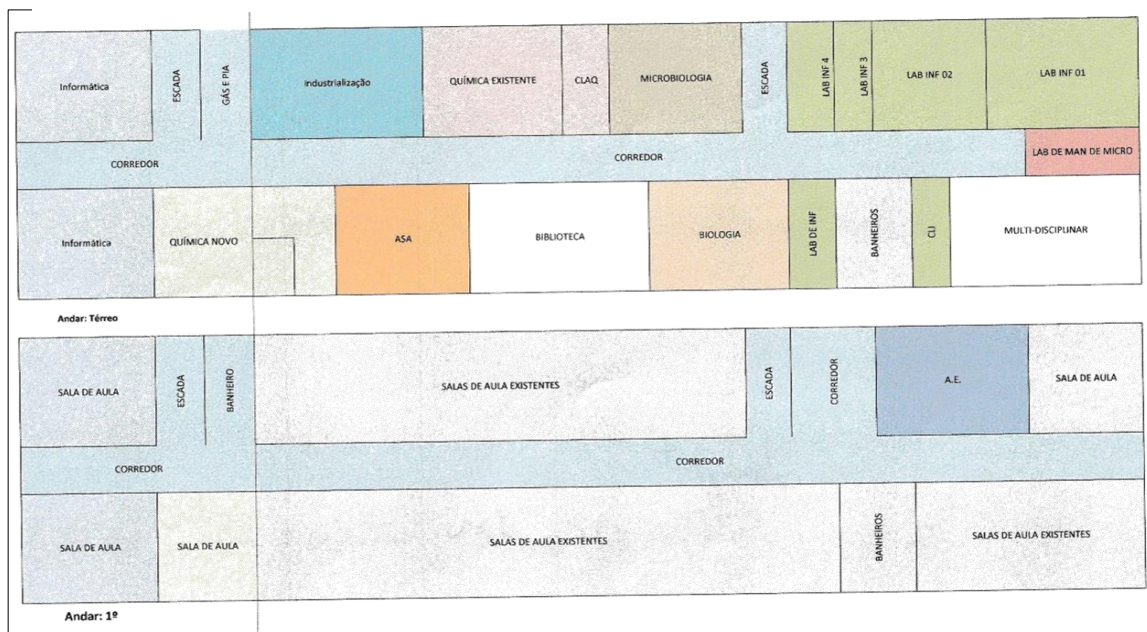 Informática
ESCADA
GÁS E PIA
Industrialização
QUÍMICA EXISTENTE
CLAQ
MICROBIOLOGIA
ESCADA
LAB INF 4
LAB INF 3
LAB INF 02
LAB INF 01
CORREDOR
CORREDOR
LAB DE MAN DE MICRO
Informática
QUÍMICA NOVO
ASA
BIBLIOTECA
BIOLOGIA
LAB DE INF
BANHEIROS
CLI
MULTI-DISCIPLINAR
Andar: Térreo
SALA DE AULA
ESCADA
BANHEIRO
SALAS DE AULA EXISTENTES
ESCADA
CORREDOR
A.E.
SALA DE AULA
CORREDOR
CORREDOR
SALA DE AULA
SALA DE AULA
SALAS DE AULA EXISTENTES
BANHEIROS
SALAS DE AULA EXISTENTES
Andar: 1º